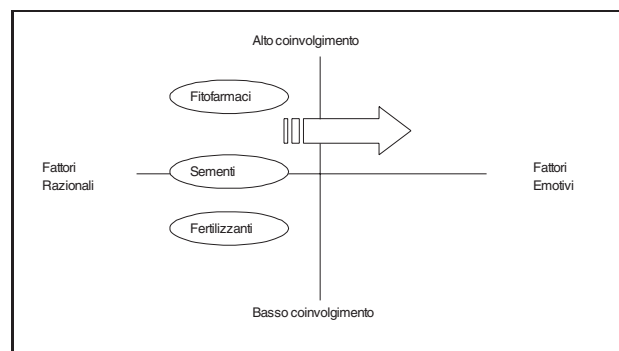 Alto coinvolgimento
Fitofarmaci
Fattori
Razionali
Sementi
Fattori
Emotivi
Fertilizzanti
Basso coinvolgimento